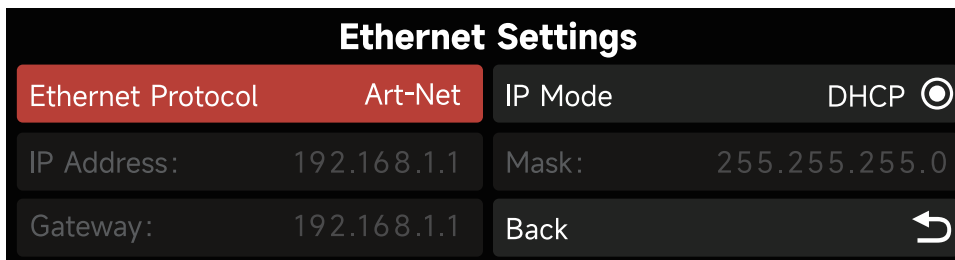 Ethernet Settings
Ethernet Protocol Art-Net IP Mode DHCP
IP Address: 192.168.1.1 Mask: 255.255.255.0
Gateway: 192.168.1.1 Back